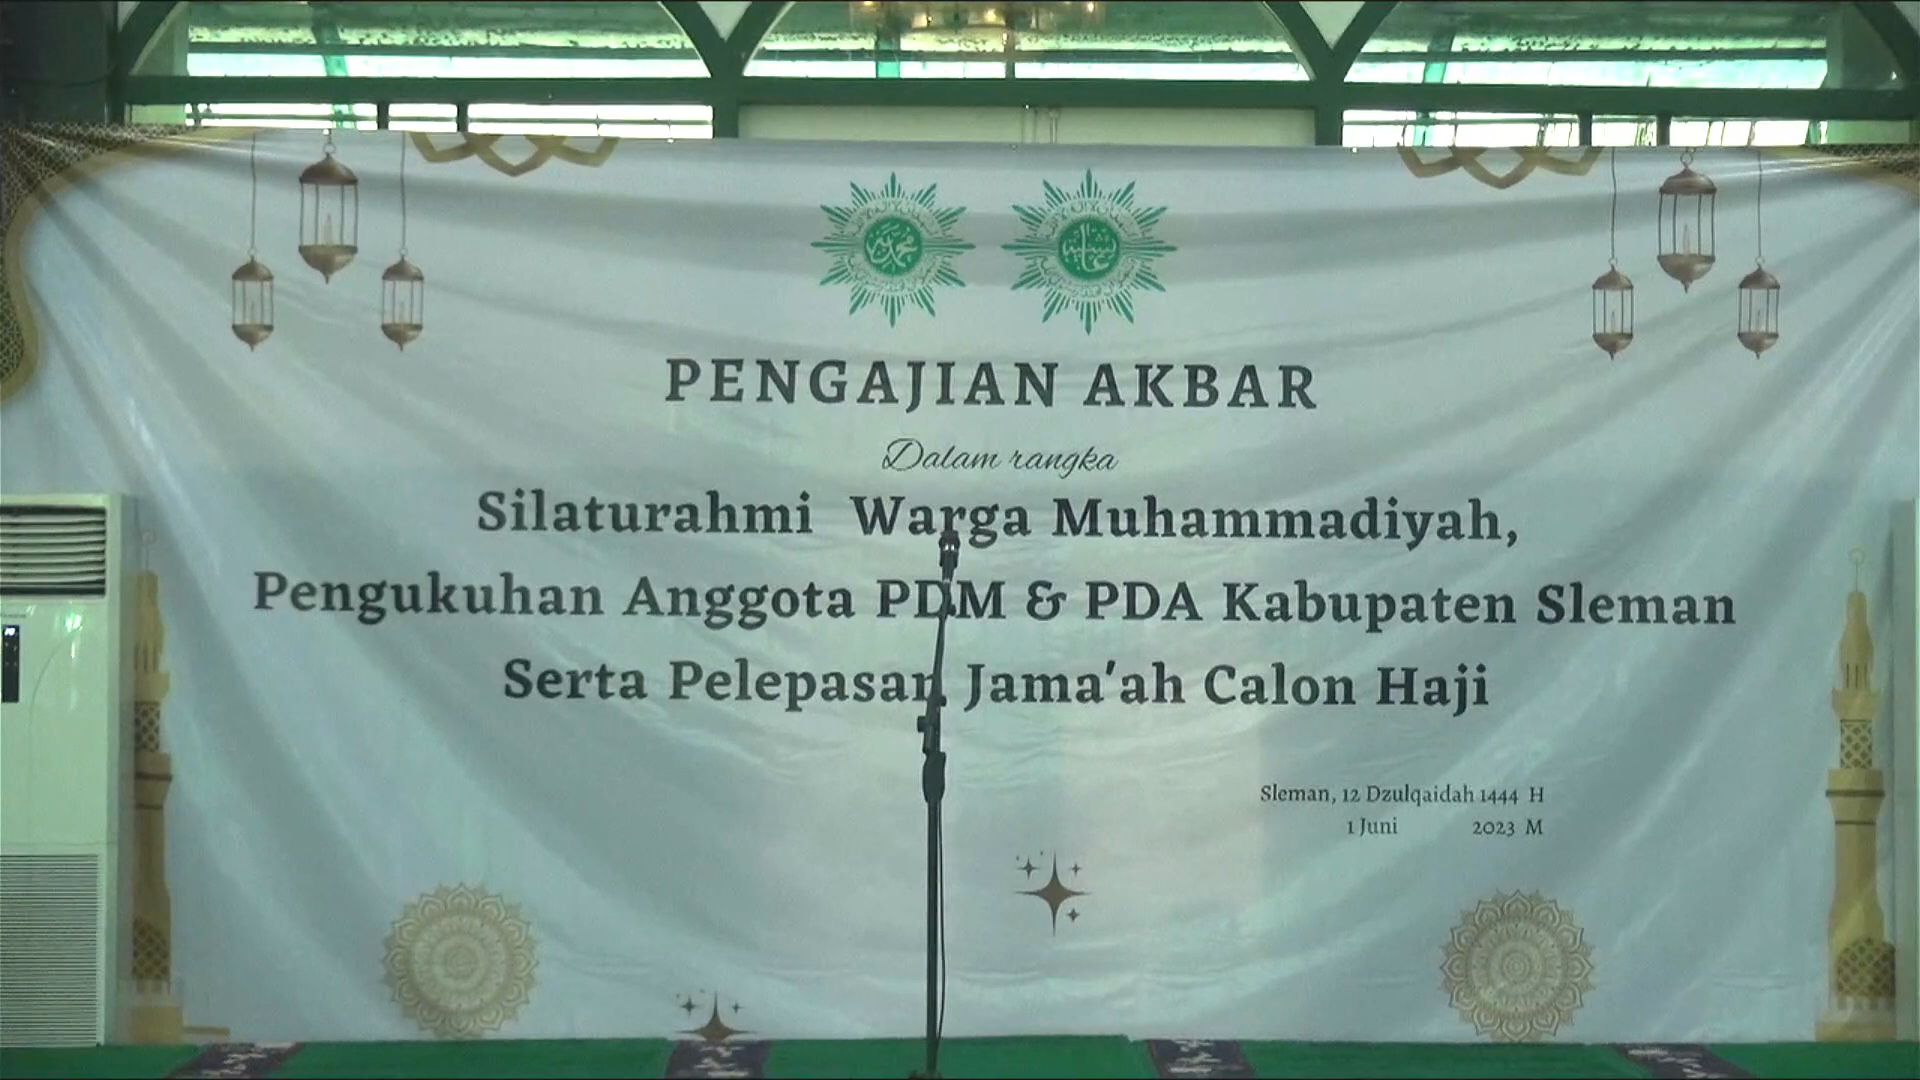 PENGAJIAN AKBAR
Dalam rangka
Silaturahmi Warga Muhammadiyah,
Pengukuhan Anggota PDM & PDA Kabupaten Sleman
Serta Pelepasan Jama'ah Calon Haji
Sleman, 12 Dzulqaidah 1444 H
1 Juni 2023 M